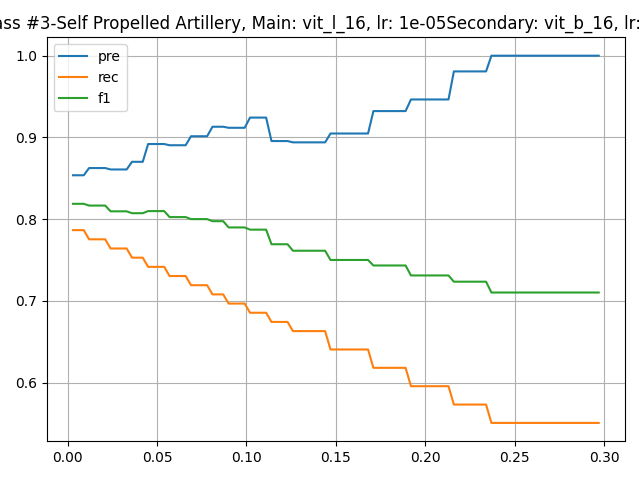 ass #3-Self Propelled Artillery, Main: vit_l_16, lr: 1e-05Secondary: vit_b_16, lr:
pre
rec
f1
1.0
0.9
0.8
0.7
0.6
0.00 0.05 0.10 0.15 0.20 0.25 0.30